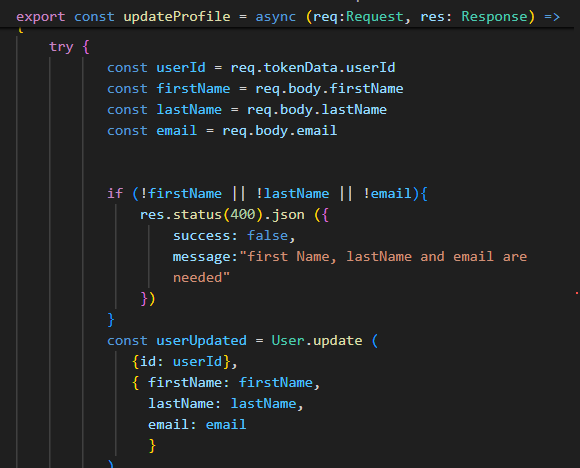 export const updateProfile = async (req:Request, res: Response) =>
{
try {
const userId = req.tokenData.userId
const firstName = req.body.firstName
const lastName = req.body.lastName
const email = req.body.email
if (!firstName || !lastName || !email){
res.status(400).json ({
success: false,
message:"first Name, lastName and email are
needed"
})
}
const userUpdated = User.update (
{id: userId},
{ firstName: firstName,
lastName: lastName,
email: email
}
)